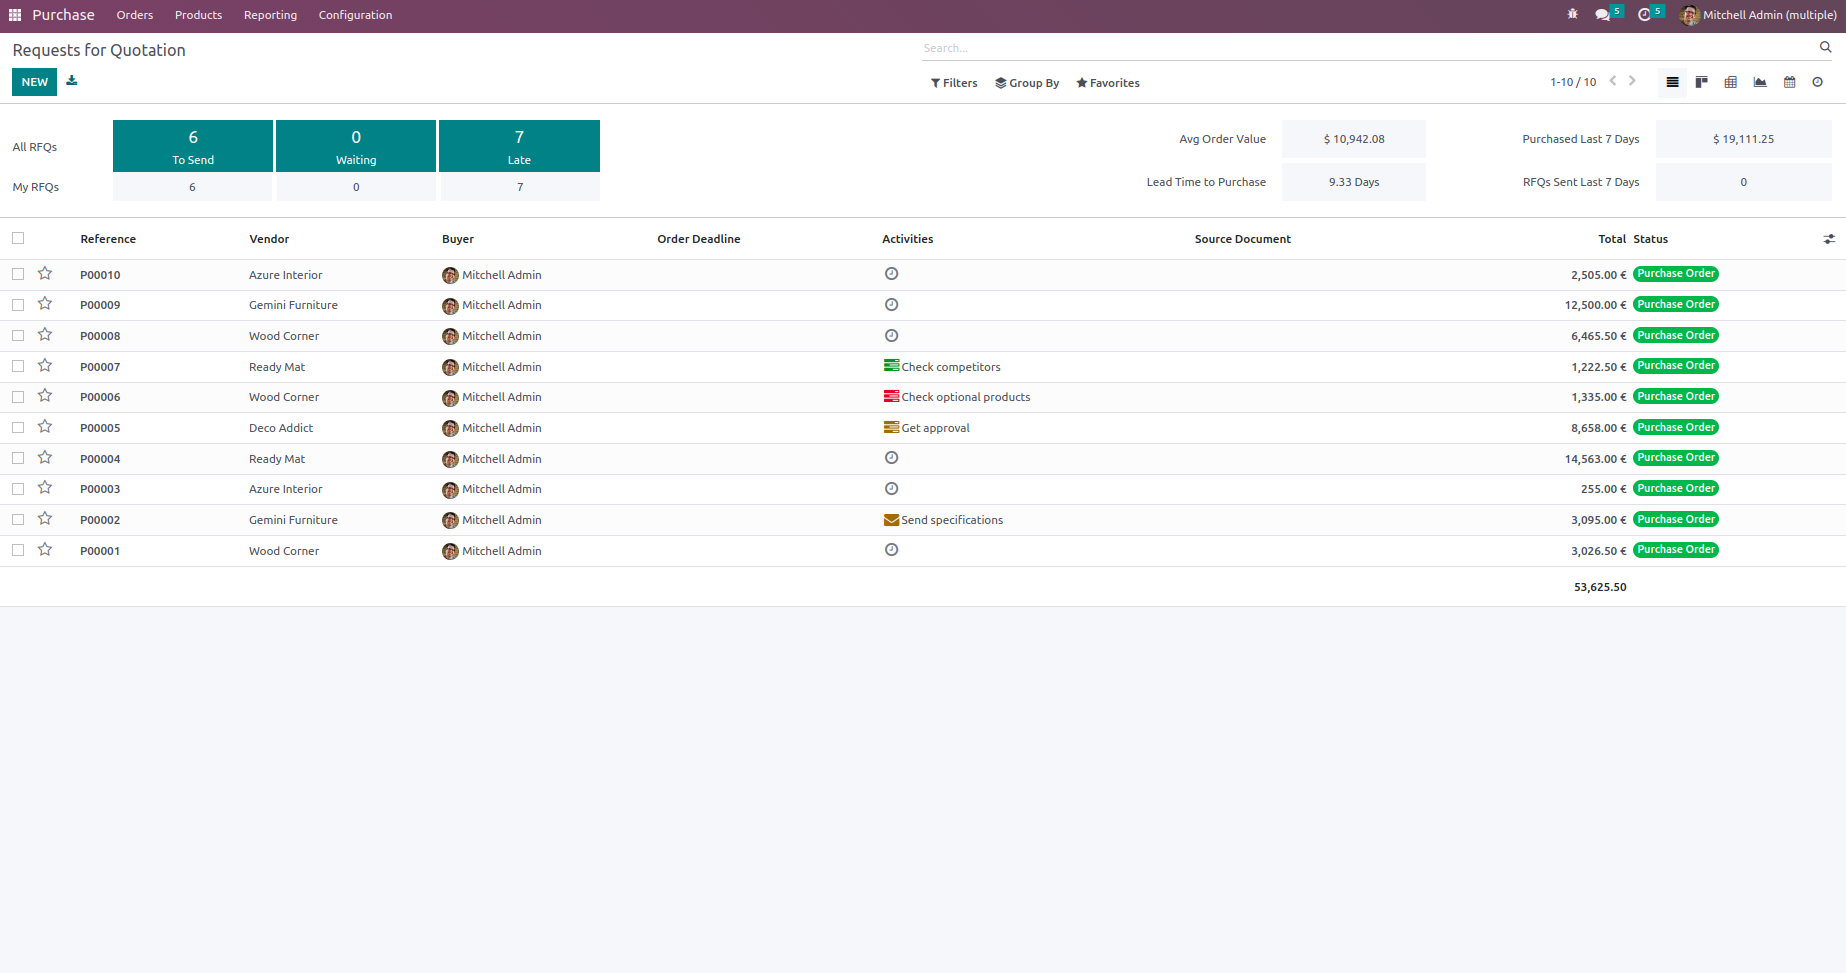 Purchase Orders Products Reporting Configuration 5 5 Mitchell Admin (multiple)
Requests for Quotation Search...
NEW Filters Group By Favorites 1-10 / 10
All RFQs 6 To Send 0 Waiting 7 Late Avg Order Value $ 10,942.08 Purchased Last 7 Days $ 19,111.25
My RFQs 6 0 7 Lead Time to Purchase 9.33 Days RFQs Sent Last 7 Days 0
Reference Vendor Buyer Order Deadline Activities Source Document Total Status
P00010 Azure Interior Mitchell Admin 2,505.00 € Purchase Order
P00009 Gemini Furniture Mitchell Admin 12,500.00 € Purchase Order
P00008 Wood Corner Mitchell Admin 6,465.50 € Purchase Order
P00007 Ready Mat Mitchell Admin Check competitors 1,222.50 € Purchase Order
P00006 Wood Corner Mitchell Admin Check optional products 1,335.00 € Purchase Order
P00005 Deco Addict Mitchell Admin Get approval 8,658.00 € Purchase Order
P00004 Ready Mat Mitchell Admin 14,563.00 € Purchase Order
P00003 Azure Interior Mitchell Admin 255.00 € Purchase Order
P00002 Gemini Furniture Mitchell Admin Send specifications 3,095.00 € Purchase Order
P00001 Wood Corner Mitchell Admin 3,026.50 € Purchase Order
53,625.50